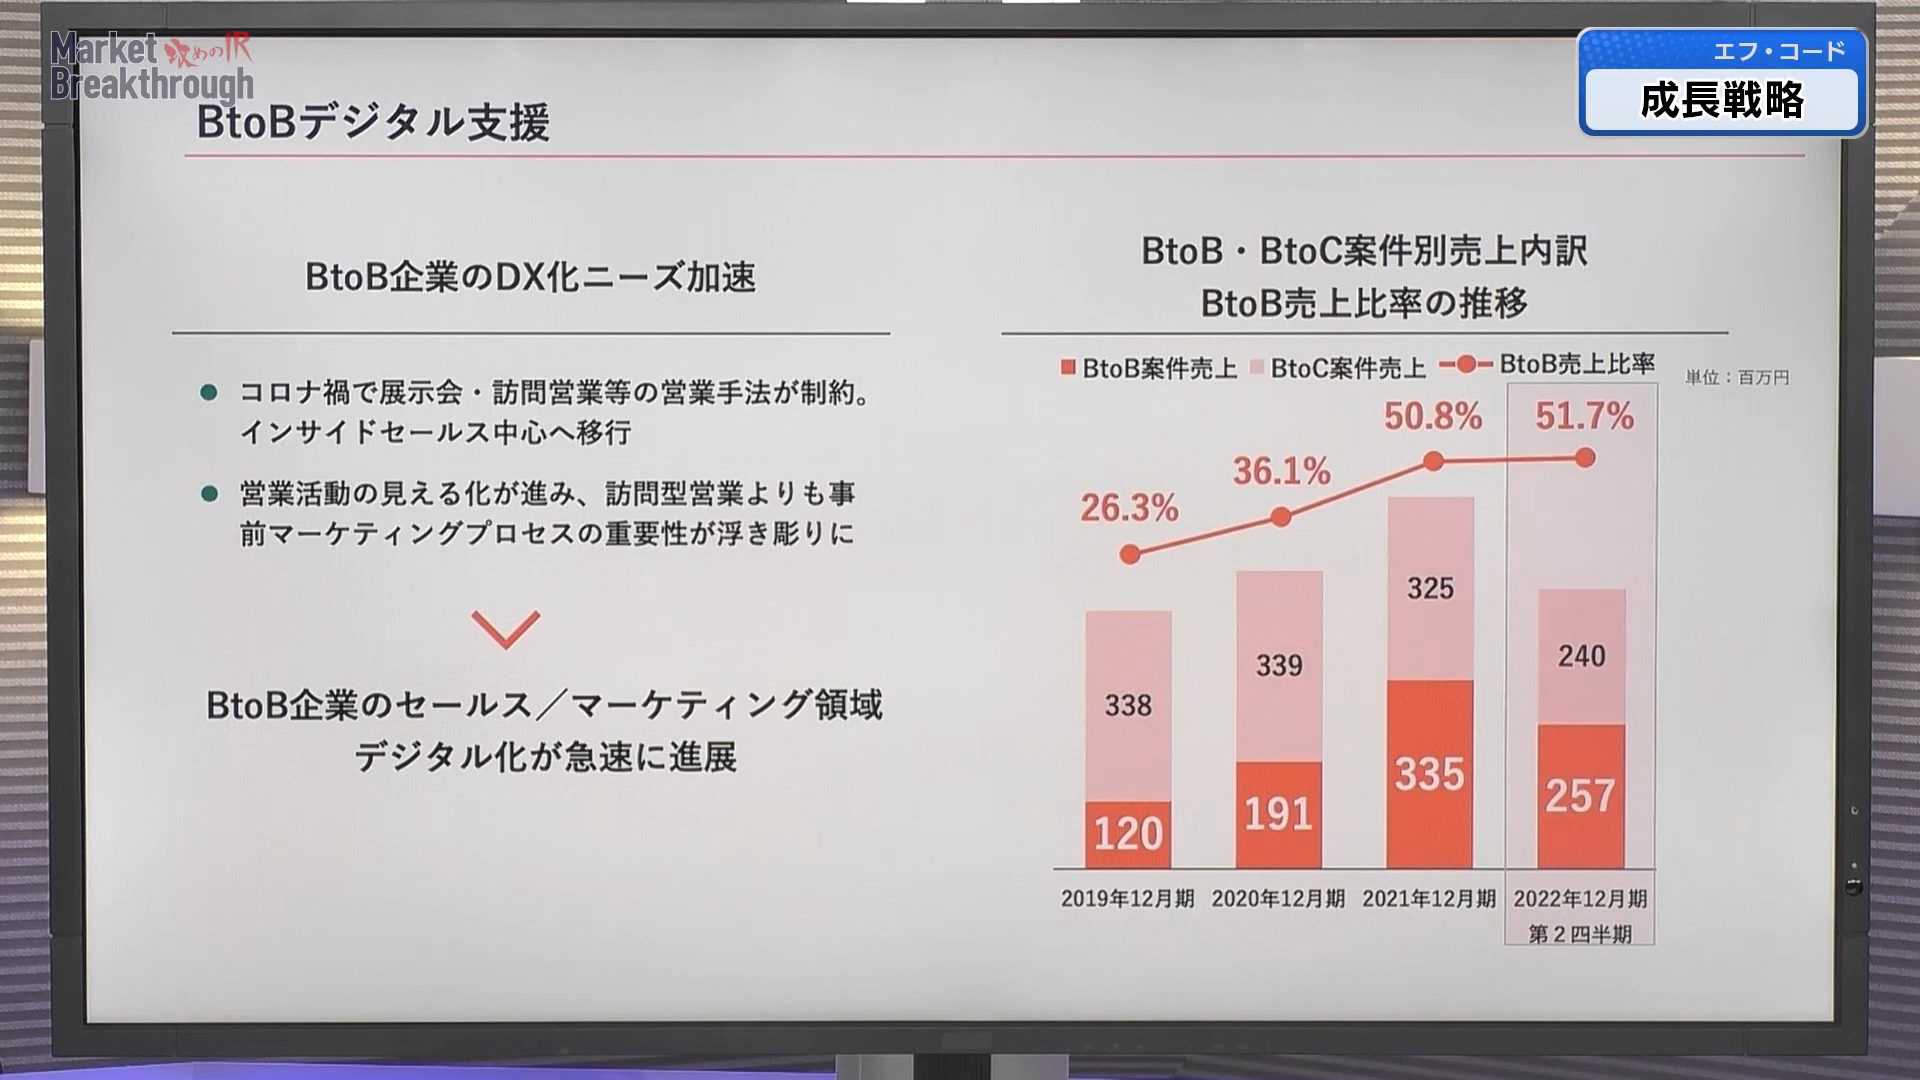 Market 攻めのIR
Breakthrough
エフ・コード
成長戦略
BtoBデジタル支援
BtoB企業のDX化ニーズ加速
コロナ禍で展示会・訪問営業等の営業手法が制約。
インサイドセールス中心へ移行
営業活動の見える化が進み、訪問型営業よりも事
前マーケティングプロセスの重要性が浮き彫りに
BtoB企業のセールス／マーケティング領域
デジタル化が急速に進展
BtoB・BtoC案件別売上内訳
BtoB売上比率の推移
BtoB案件売上 BtoC案件売上 BtoB売上比率
単位：百万円
26.3% 36.1% 50.8% 51.7%
338 339 325 240
120 191 335 257
2019年12月期 2020年12月期 2021年12月期 2022年12月期
第２四半期